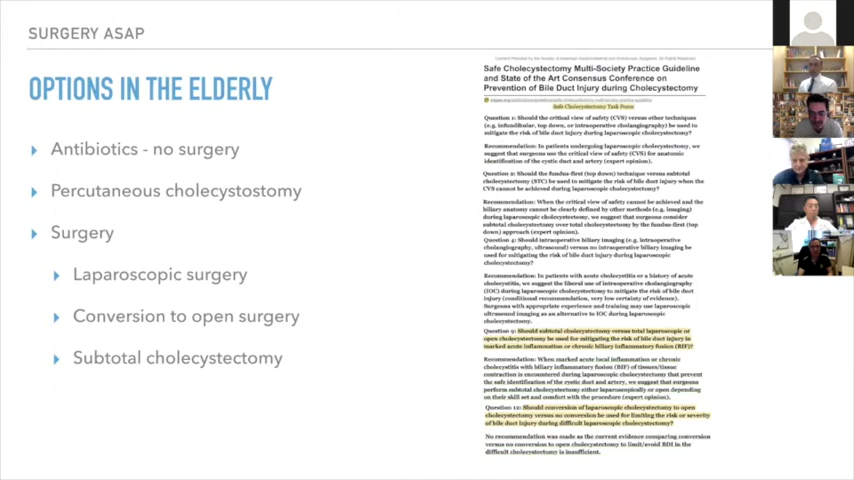 SURGERY ASAP
OPTIONS IN THE ELDERLY
Antibiotics - no surgery
Percutaneous cholecystostomy
Surgery
Laparoscopic surgery
Conversion to open surgery
Subtotal cholecystectomy
Safe Cholecystectomy Multi-Society Practice Guideline
and State of the Art Consensus Conference on
Prevention of Bile Duct Injury during Cholecystectomy
Safe Cholecystectomy Task Force
Question 1: Should the critical view of safety (CVS) versus other techniques
(e.g, infundibular, top down, or intraoperative cholangiography) be used to
mitigate the risk of bile duct injury during laparoscopic cholecystectomy?
Recommendation: In patients undergoing laparoscopic cholecystectomy, we
suggest that surgeons use the critical view of safety (CVS) for anatomic
identification of the cystic duct and artery (expert opinion).
Question 2: Should the fundus-first (top down) technique versus subtotal
cholecystectomy (STC) be used to mitigate the risk of bile duct injury when the
CVS cannot be achieved during laparoscopic cholecystectomy?
Recommendation: When the critical view of safety cannot be achieved and the
biliary anatomy cannot be clearly defined by other methods (e.g, imaging)
during laparoscopic cholecystectomy, we suggest that surgeons consider
subtotal cholecystectomy over total cholecystectomy by the fundus-first (top
down) approach (expert opinion).
Question 4: Should intraoperative biliary imaging (e.g, intraoperative
cholangiography, ultrasound) versus no intraoperative biliary imaging be
used for mitigating the risk of bile duct injury during laparoscopic
cholecystectomy?
Recommendation: In patients with acute cholecystitis or a history of acute
cholecystitis, we suggest the liberal use of intraoperative cholangiography
(IOC) during laparoscopic cholecystectomy to mitigate the risk of bile duct
injury (conditional recommendation, very low certainty of evidence).
Surgeons with appropriate experience and training may use laparoscopic
ultrasound imaging as an alternative to IOC during laparoscopic
cholecystectomy.
Question 9: Should subtotal cholecystectomy versus total laparoscopic or
open cholecystectomy be used for mitigating the risk of bile duct injury in
marked acute inflammation or chronic biliary inflammatory fusion (BIF)?
Recommendation: When marked acute local inflammation or chronic
cholecystitis with biliary inflammatory fusion (BIF) of tissues/tissue
contraction is encountered during laparoscopic cholecystectomy that prevent
the safe identification of the cystic duct and artery, we suggest that surgeons
perform subtotal cholecystectomy either laparoscopically or open depending
on their skill set and comfort with the procedure (expert opinion).
Question 12: Should conversion of laparoscopic cholecystectomy to open
cholecystectomy versus no conversion be used for limiting the risk or severity
of bile duct injury during difficult laparoscopic cholecystectomy?
No recommendation was made as the current evidence comparing conversion
versus no conversion to open cholecystectomy to limit/avoid BDI in the
difficult cholecystectomy is insufficient.